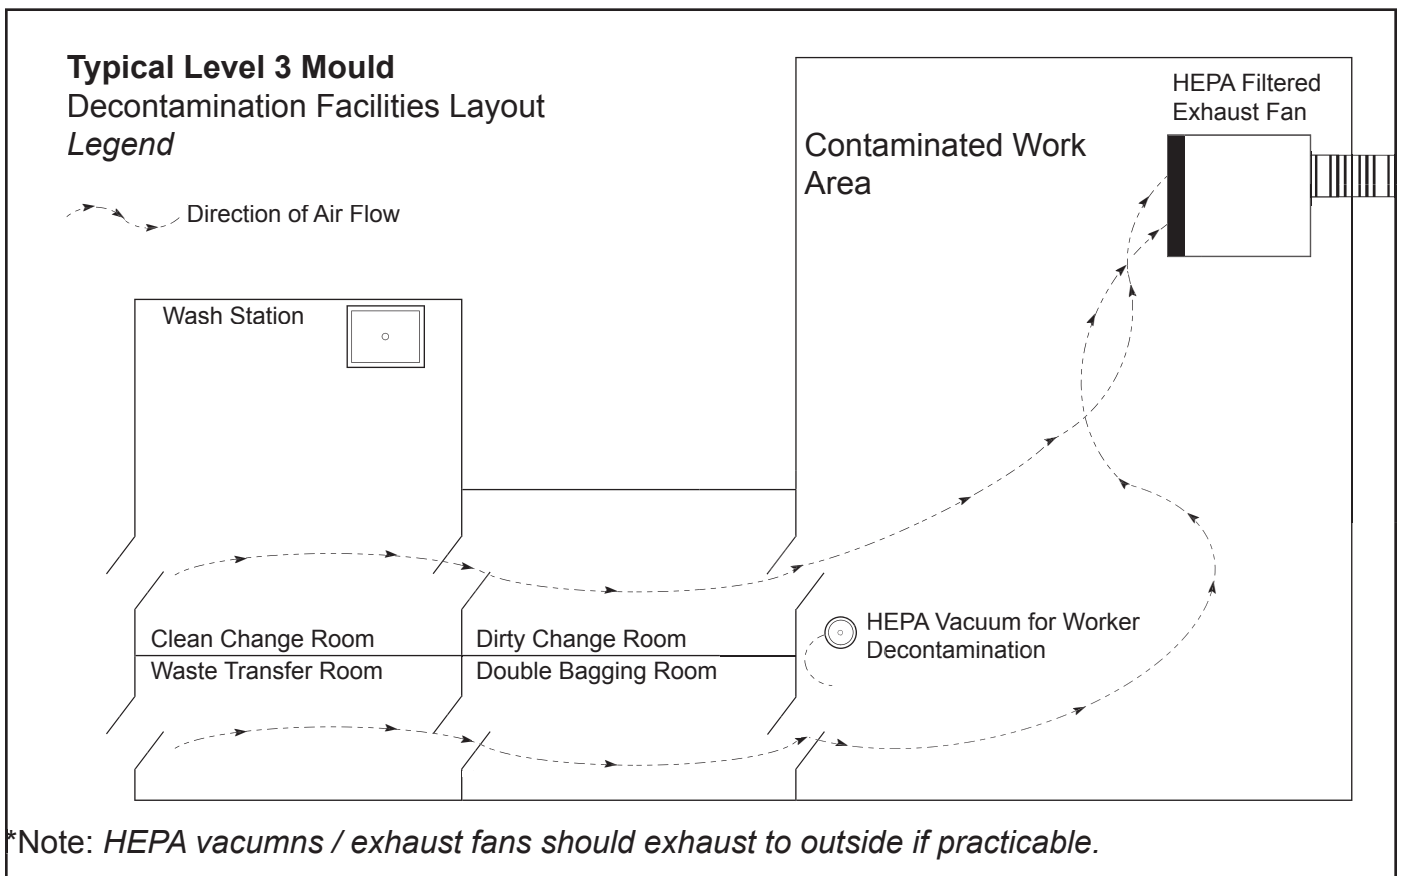 Typical Level 3 Mould
Decontamination Facilities Layout
Legend
Direction of Air Flow
HEPA Filtered
Exhaust Fan
Contaminated Work
Area
Wash Station
Clean Change Room
Dirty Change Room
Waste Transfer Room
Double Bagging Room
HEPA Vacuum for Worker
Decontamination
*Note: HEPA vacumns / exhaust fans should exhaust to outside if practicable.